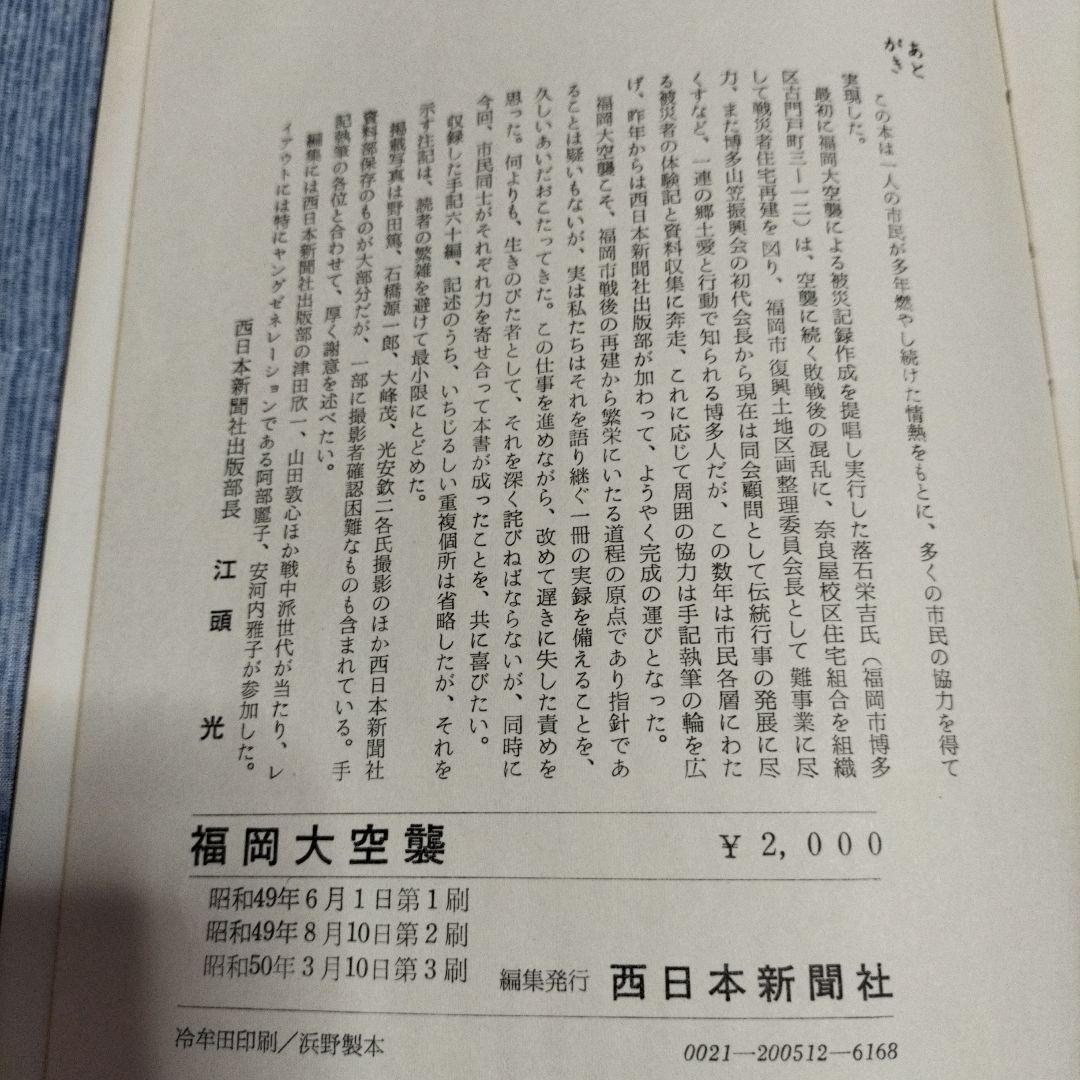 あとがき
この本は一人の市民が多年燃やし続けた情熱をもとに、多くの市民の協力を得て
実現した。
最初に福岡大空襲による被災記録作成を提唱し実行した落石栄吉氏(福岡市博多
区古門戸町三ー一二)は、空襲に続く敗戦後の混乱に、奈良屋校区住宅組合を組織
して戦災者住宅再建を図り、福岡市復興土地区画整理委員会長として難事業に尽
力、また博多山笠振興会の初代会長から現在は同会顧問として伝統行事の発展に尽
くすなど、一連の郷土愛と行動で知られる博多人だが、この数年は市民各層にわた
る被災者の体験記と資料収集に奔走、これに応じて周囲の協力は手記執筆の輪を広
げ、昨年からは西日本新聞社出版部が加わって、ようやく完成の運びとなった。
福岡大空襲こそ、福岡市戦後の再建から繁栄にいたる道程の原点であり指針であ
ることは疑いもないが、実は私たちはそれを語り継ぐ一冊の実録を備えることを、
久しいあいだおこたってきた。この仕事を進めながら、改めて遅きに失した責めを
思った。何よりも、生きのびた者として、それを深く詫びねばならないが、同時に
今回、市民同士がそれぞれ力を寄せ合って本書が成ったことを、共に喜びたい。
収録した手記六十編、記述のうち、いちじるしい重複個所は省略したが、それを
示す注記は、読者の繁雑を避けて最小限にとどめた。
掲載写真は野田篤、石橋源一郎、大峰茂、光安欽二各氏撮影のほか西日本新聞社
資料部保存のものが大部分だが、一部に撮影者確認困難なものも含まれている。手
記執筆の各位と合わせて、厚く謝意を述べたい。
編集には西日本新聞社出版部の津田欣一、山田敦心ほか戦中派世代が当たり、レ
イアウトには特にヤングゼネレーションである阿部麗子、安河内雅子が参加した。
西日本新聞社出版部長 江頭光
福岡大空襲 ¥2,000
昭和49年6月1日第1刷
昭和49年8月10日第2刷
昭和50年3月10日第3刷
編集発行 西日本新聞社
冷牟田印刷/浜野製本
0021―200512―6168